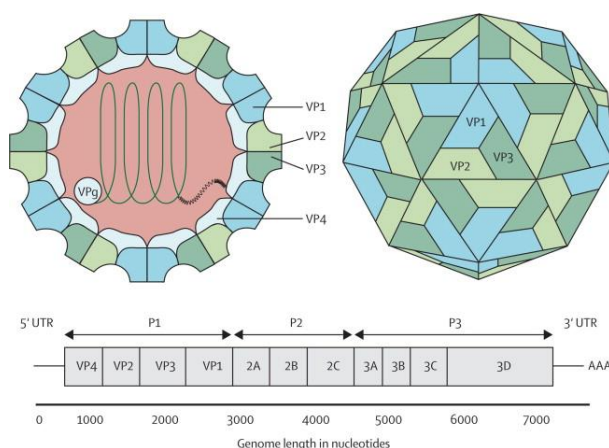 VP1
VP2
VP3
VP4
VPg
VP1
VP2
VP3
5' UTR P1 P2 P3 3' UTR
VP4 VP2 VP3 VP1 2A 2B 2C 3A 3B 3C 3D AAA
0 1000 2000 3000 4000 5000 6000 7000
Genome length in nucleotides